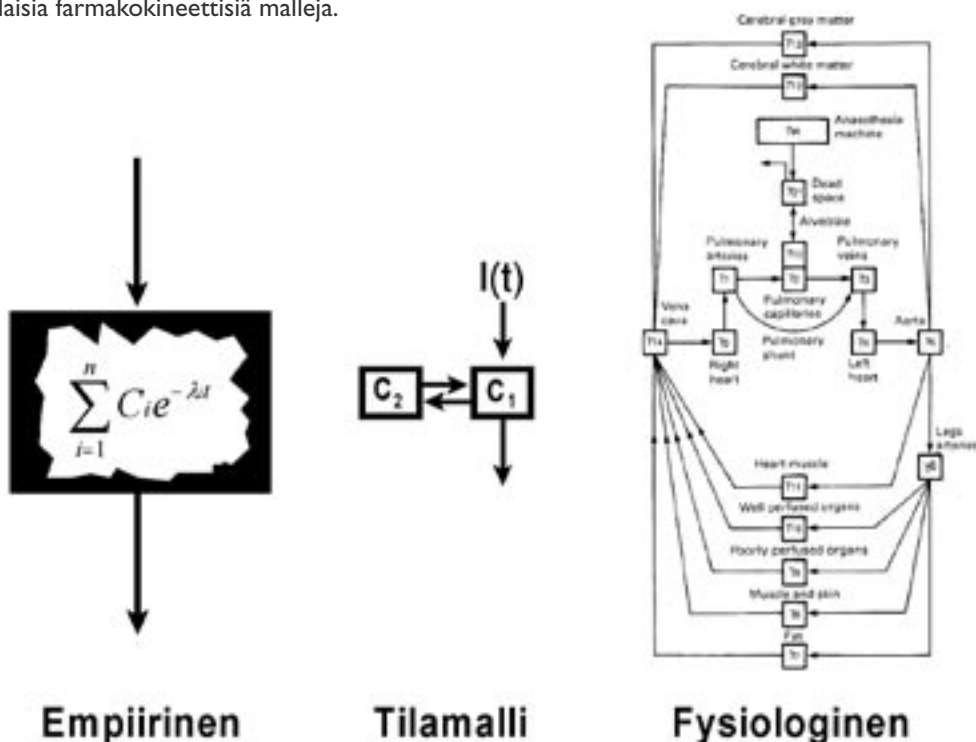 laisia farmakokineettisiä malleja.
n
∑ Cᵢe^(-λᵢt)
i=1
Empiirinen
I(t)
C₂
C₁
Tilamalli
Cerebral grey matter
Cerebral white matter
Anaesthesia
machine
Dead
space
Alveolar
Pulmonary
arteries
Pulmonary
veins
Pulmonary
capillaries
Vena
cava
Aorta
Right
heart
Pulmonary
shunt
Left
heart
Legs
arteries
Heart muscle
Well perfused organs
Poorly perfused organs
Muscle and skin
Fat
Fysiologinen